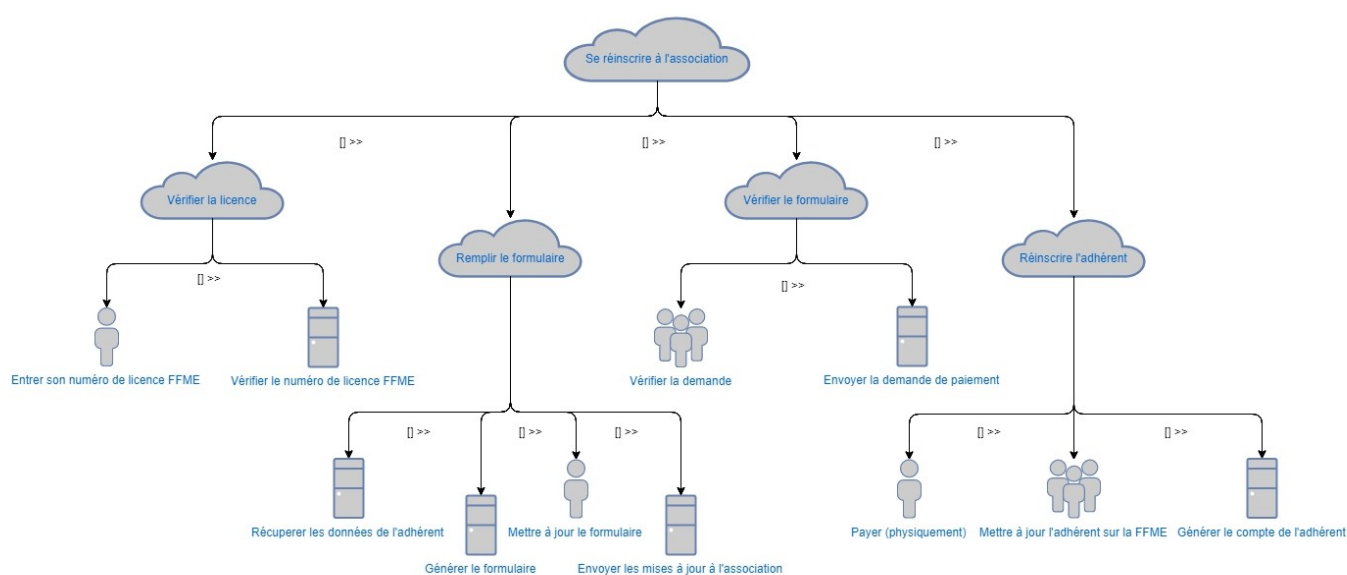 Se réinscrire à l'association
[] >>
[] >>
[] >>
Vérifier la licence
Vérifier le formulaire
Remplir le formulaire
Réinscrire l'adhérent
[] >>
[] >>
Entrer son numéro de licence FFME
Vérifier le numéro de licence FFME
Vérifier la demande
Envoyer la demande de paiement
[] >>
[] >>
[] >>
[] >>
[] >>
Récuperer les données de l'adhérent
Mettre à jour le formulaire
Payer (physiquement)
Mettre à jour l'adhérent sur la FFME
Générer le compte de l'adhérent
Générer le formulaire
Envoyer les mises à jour à l'association